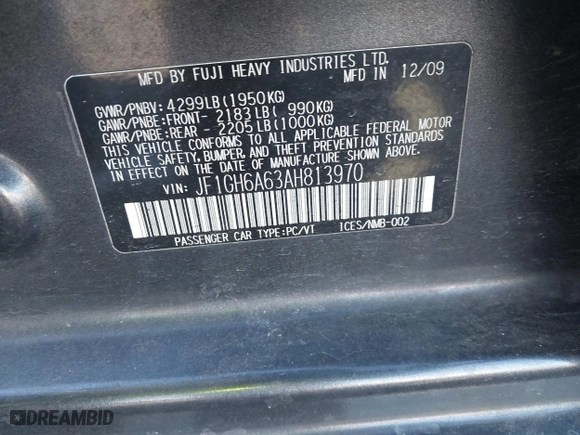 MFD BY FUJI HEAVY INDUSTRIES LTD.
MFD IN 12/09
GVWR/PNBV: 4299LB(1950KG)
GAWR/PNBE:FRONT- 2183LB( 990KG)
GAWR/PNBE:REAR - 2205LB(1000KG)
THIS VEHICLE CONFORMS TO ALL APPLICABLE FEDERAL MOTOR
VEHICLE SAFETY, BUMPER, AND THEFT PREVENTION STANDARDS
IN EFFECT ON THE DATE OF MANUFACTURE SHOWN ABOVE.
VIN: JF1GH6A63AH813970
PASSENGER CAR TYPE:PC/VT ICES/NMB-002
DREAMBID